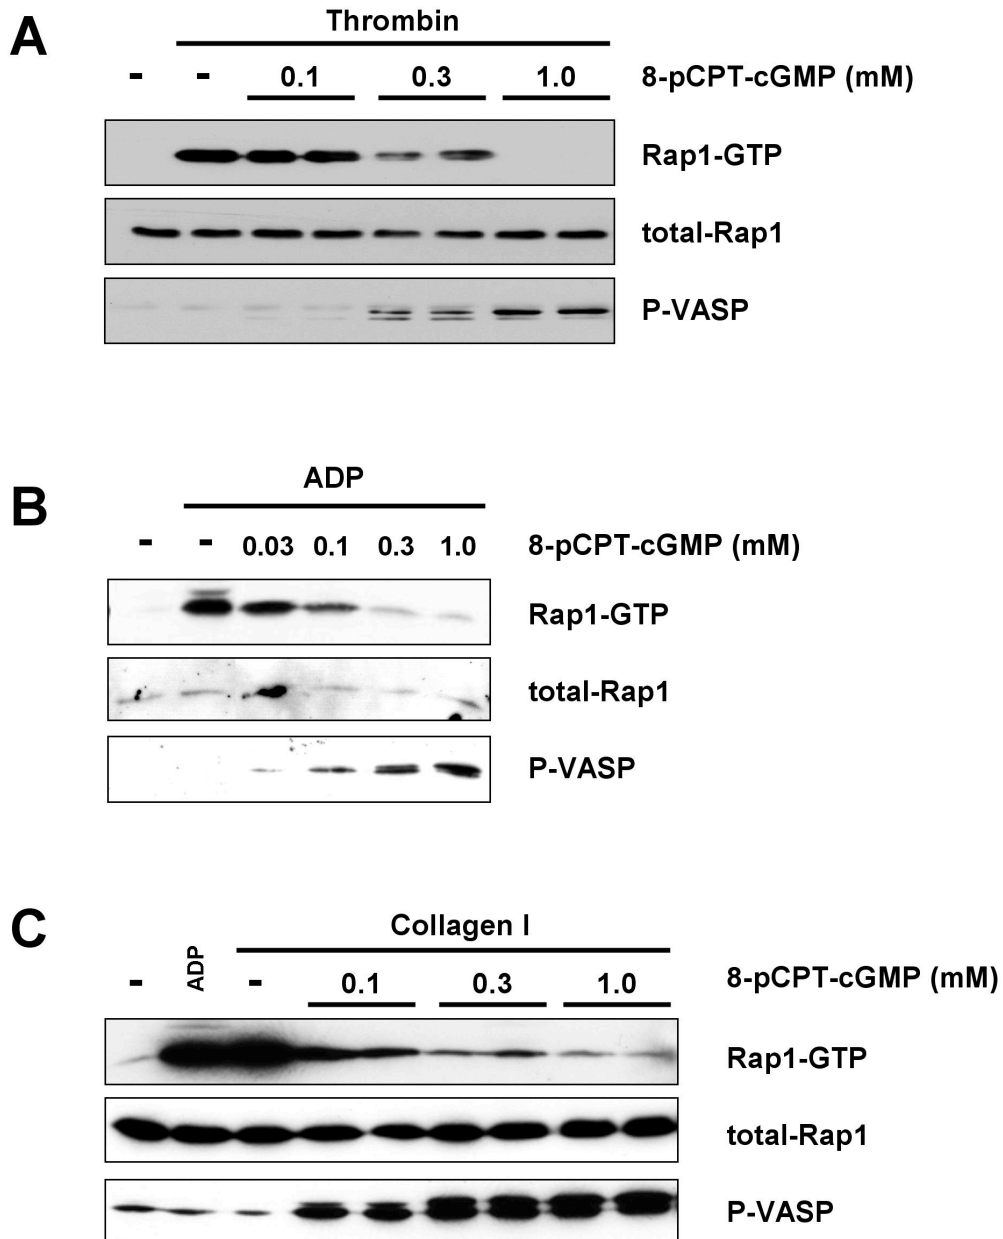 A
Thrombin
- - 0.1 0.3 1.0 8-pCPT-cGMP (mM)
Rap1-GTP
total-Rap1
P-VASP
B
ADP
- - 0.03 0.1 0.3 1.0 8-pCPT-cGMP (mM)
Rap1-GTP
total-Rap1
P-VASP
C
Collagen I
- ADP - 0.1 0.3 1.0 8-pCPT-cGMP (mM)
Rap1-GTP
total-Rap1
P-VASP